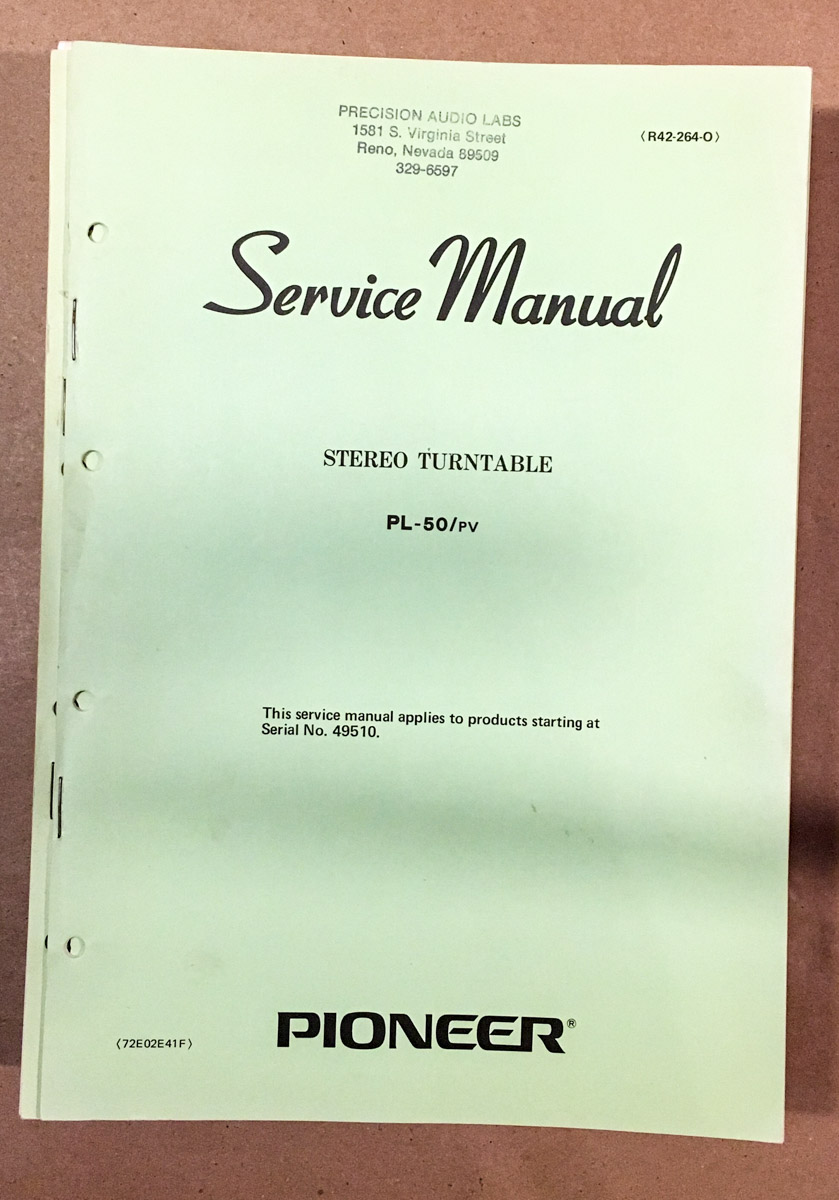 PRECISION AUDIO LABS
1581 S. Virginia Street
Reno, Nevada 89509
329-6597
〈R42-264-O〉
Service Manual
STEREO TURNTABLE
PL-50/PV
This service manual applies to products starting at
Serial No. 49510.
〈72E02E41F〉
PIONEER®